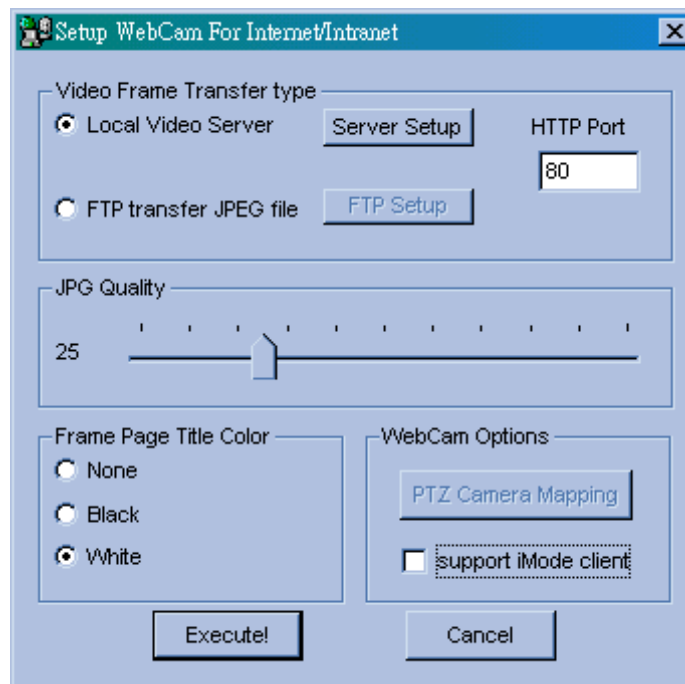 Setup WebCam For Internet/Intranet
Video Frame Transfer type
Local Video Server
Server Setup
HTTP Port
80
FTP transfer JPEG file
FTP Setup
JPG Quality
25
Frame Page Title Color
None
Black
White
WebCam Options
PTZ Camera Mapping
support iMode client
Execute!
Cancel